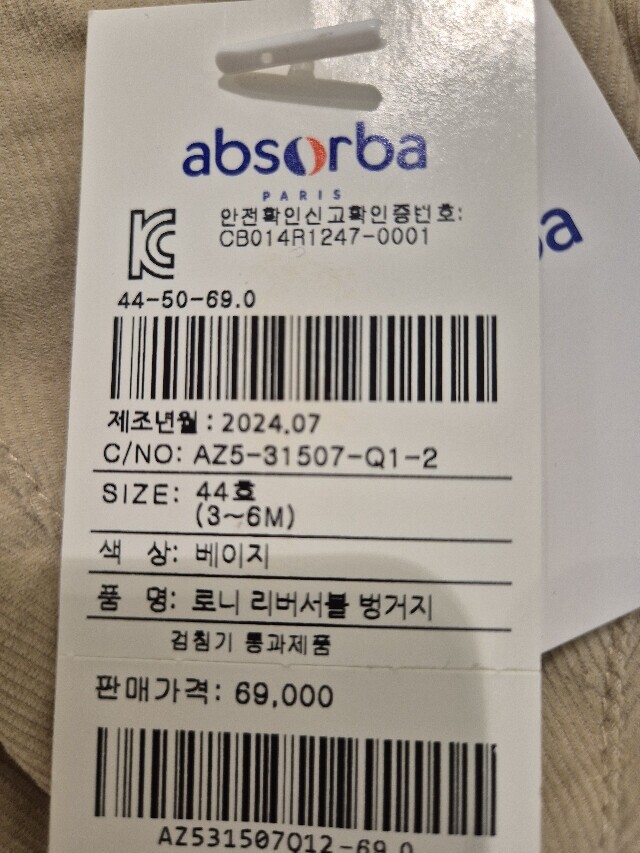 absorba
PARIS
안전확인신고확인증번호:
CB014R1247-0001
44-50-69.0
제조년월 : 2024.07
C/NO: AZ5-31507-Q1-2
SIZE: 44호
(3~6M)
색 상: 베이지
품 명: 로니 리버서블 벙거지
검침기 통과제품
판매가격: 69,000
AZ531507Q12-69.0